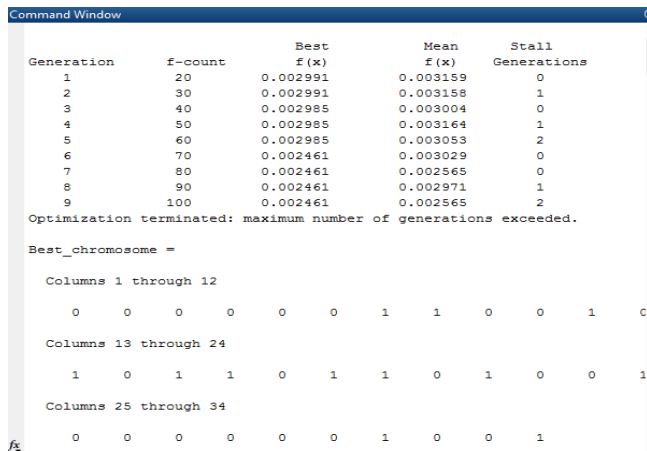 Command Window
Best Mean Stall
Generation f-count f(x) f(x) Generations
1 20 0.002991 0.003159 0
2 30 0.002991 0.003158 1
3 40 0.002985 0.003004 0
4 50 0.002985 0.003164 1
5 60 0.002985 0.003053 2
6 70 0.002461 0.003029 0
7 80 0.002461 0.002565 0
8 90 0.002461 0.002971 1
9 100 0.002461 0.002565 2
Optimization terminated: maximum number of generations exceeded.
Best_chromosome =
Columns 1 through 12
0 0 0 0 0 0 1 1 0 0 1
Columns 13 through 24
1 0 1 1 0 1 1 0 1 0 0 1
Columns 25 through 34
0 0 0 0 0 0 1 0 0 1
fx